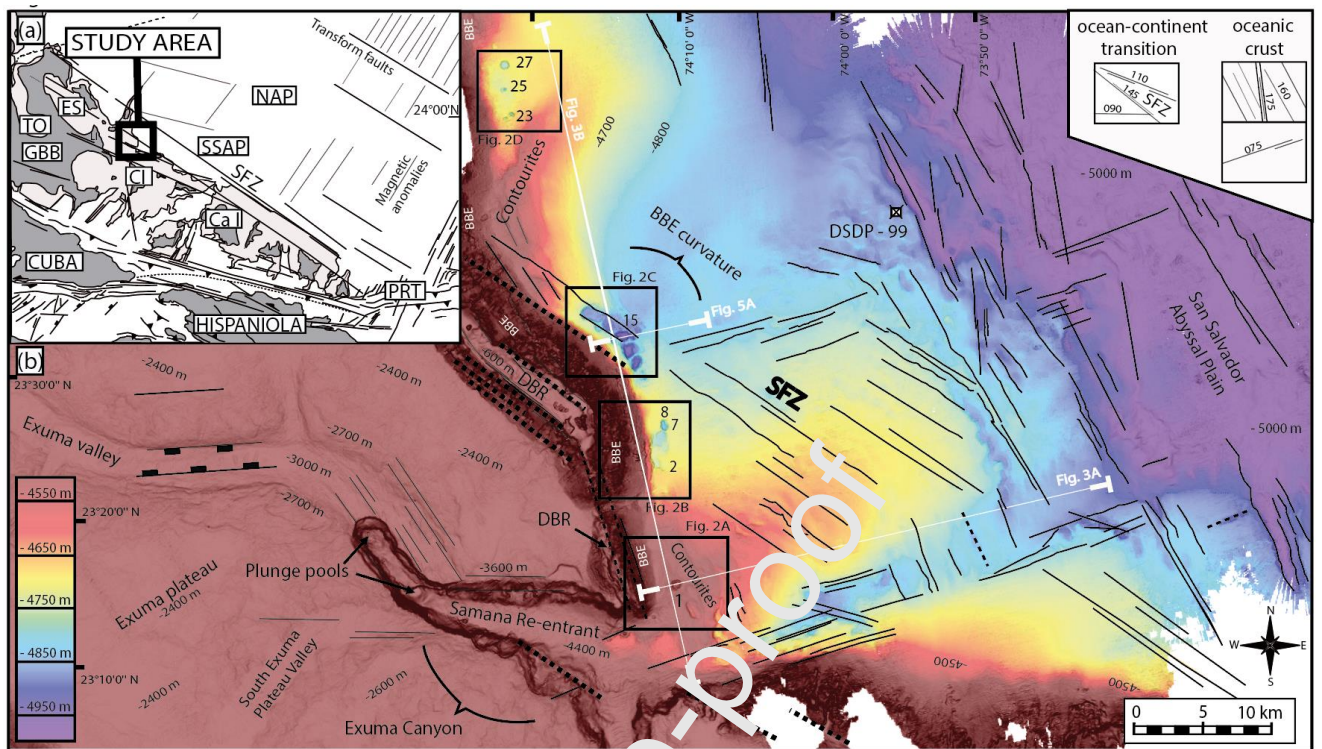 (a)
STUDY AREA
ES
TO
GBB
CI
Ca I
NAP
SSAP
SFZ
Transform faults
Magnetic
anomalies
CUBA
HISPANIOLA
PRT
24°00'N
74°10' 0"W
74°00' 0"W
73°50' 0"W
ocean-continent
transition
110
145
SFZ
090
oceanic
crust
160
175
075
BBE
27
25
23
Fig. 2D
Fig. 3B
-4700
-4800
Contourites
BBE
BBE curvature
DSDP - 99
- 5000 m
Fig. 2C
15
Fig. 5A
BBE
San Salvador
Abyssal Plain
(b)
23°30'0" N
-2400 m
-2400 m
-600 m
DBR
SFZ
8
7
2
BBE
Fig. 2B
Exuma valley
-2700 m
-3000 m
-2700 m
-2400 m
-5000 m
Fig. 3A
Fig. 2A
- 4550 m
- 4650 m
- 4750 m
- 4850 m
- 4950 m
23°20'0" N
DBR
BBE
Contourites
1
Plunge pools
-3600 m
Exuma plateau
-2400 m
Samana Re-entrant
-4400 m
South Exuma
Plateau Valley
-2600 m
23°10'0" N
-2400 m
Exuma Canyon
-4500
-4500
N
W
E
S
0
5
10 km
-proof